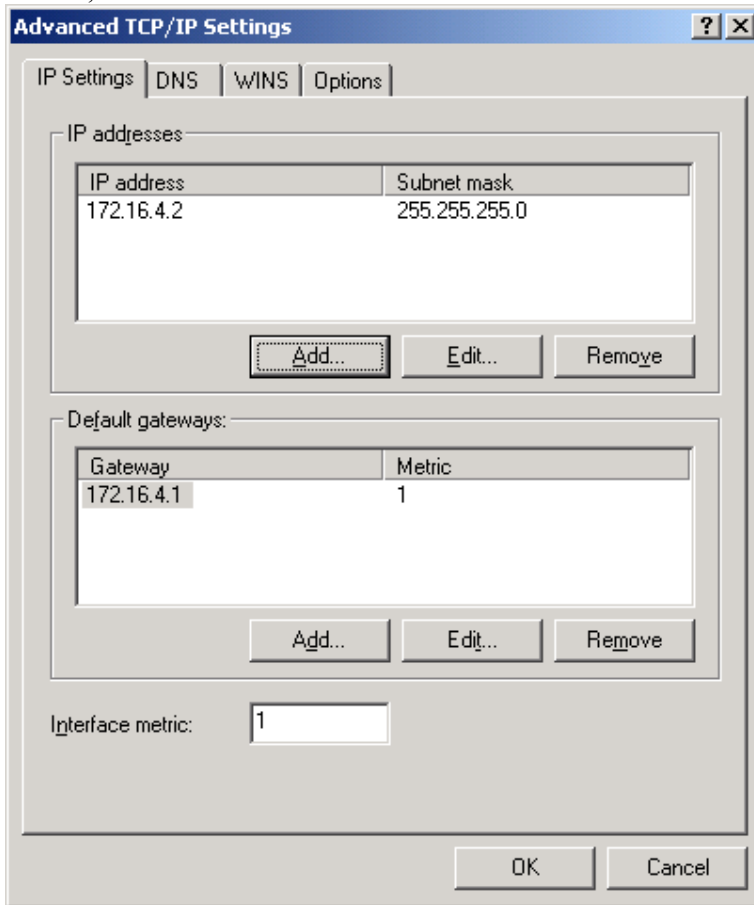 Advanced TCP/IP Settings
IP Settings DNS WINS Options
IP addresses
IP address Subnet mask
172.16.4.2 255.255.255.0
Add... Edit... Remove
Default gateways:
Gateway Metric
172.16.4.1 1
Add... Edit... Remove
Interface metric: 1
OK Cancel